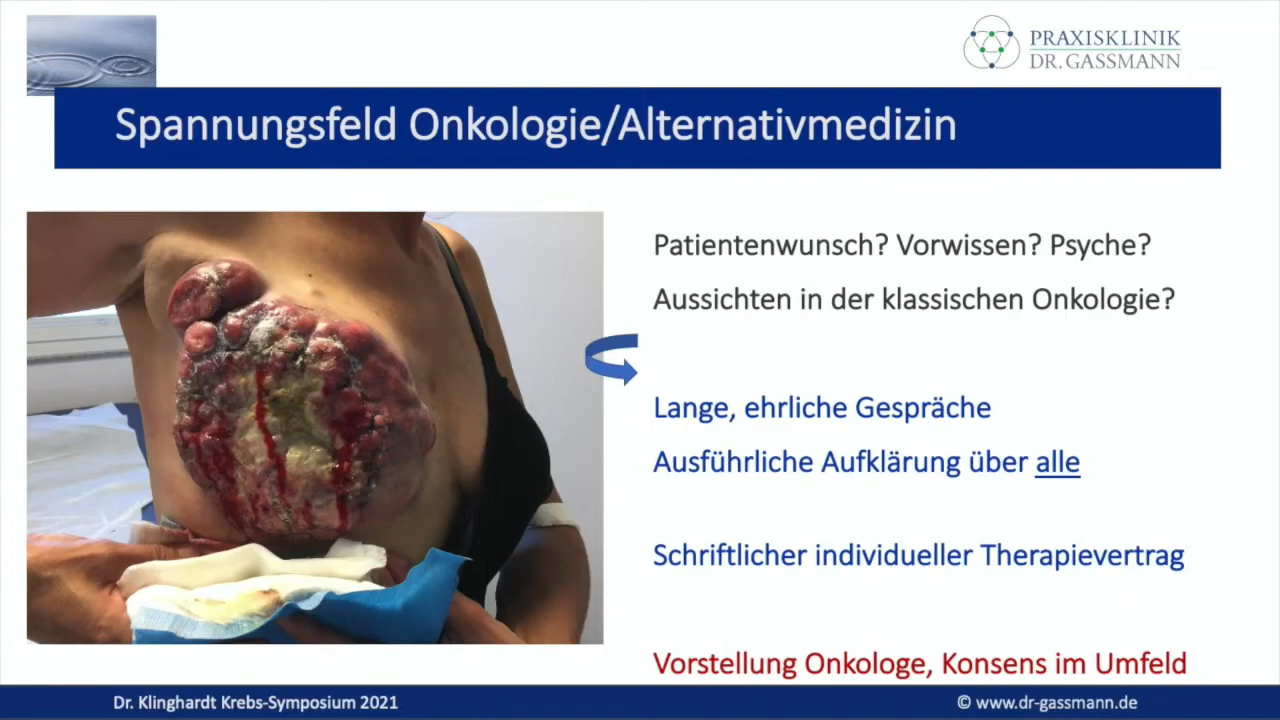 PRAXISKLINIK
DR. GASSMANN
Spannungsfeld Onkologie/Alternativmedizin
Patientenwunsch? Vorwissen? Psyche?
Aussichten in der klassischen Onkologie?
Lange, ehrliche Gespräche
Ausführliche Aufklärung über alle
Schriftlicher individueller Therapievertrag
Vorstellung Onkologe, Konsens im Umfeld
Dr. Klinghardt Krebs-Symposium 2021
© www.dr-gassmann.de